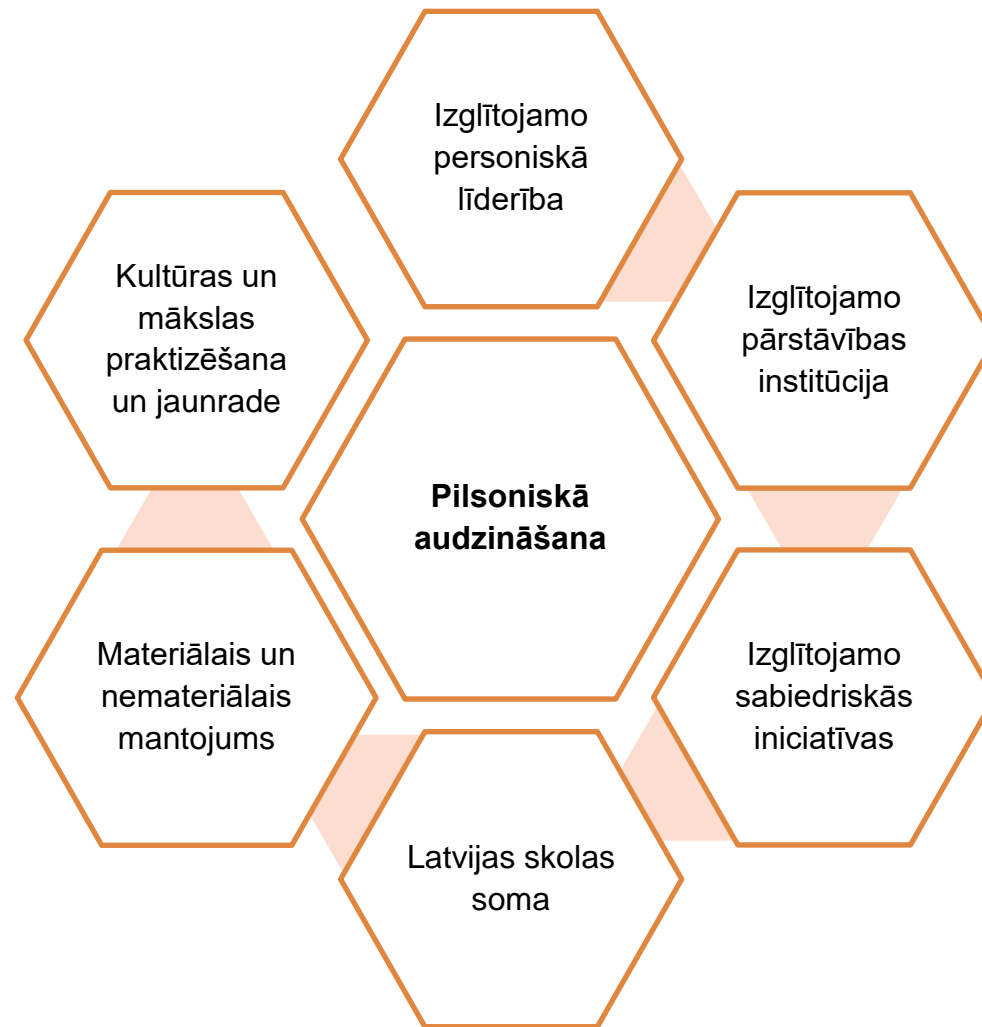 Izglītojamo
personiskā
līderība
Kultūras un
mākslas
praktizēšana
un jaunrade
Izglītojamo
pārstāvības
institūcija
Pilsoniskā
audzināšana
Materiālais un
nemateriālais
mantojums
Izglītojamo
sabiedriskās
iniciatīvas
Latvijas skolas
soma